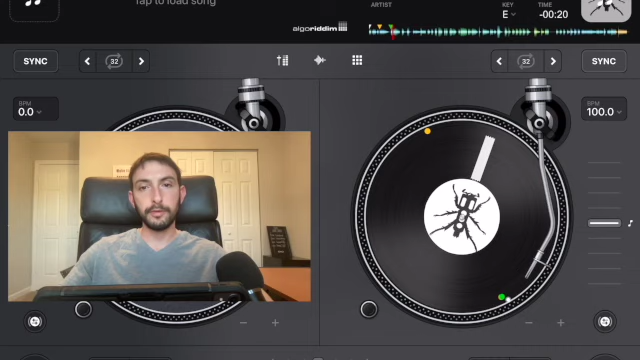 Tap to load song
algoriddim
ARTIST
KEY
E
TIME
-00:20
SYNC
32
32
SYNC
BPM
0.0
BPM
100.0